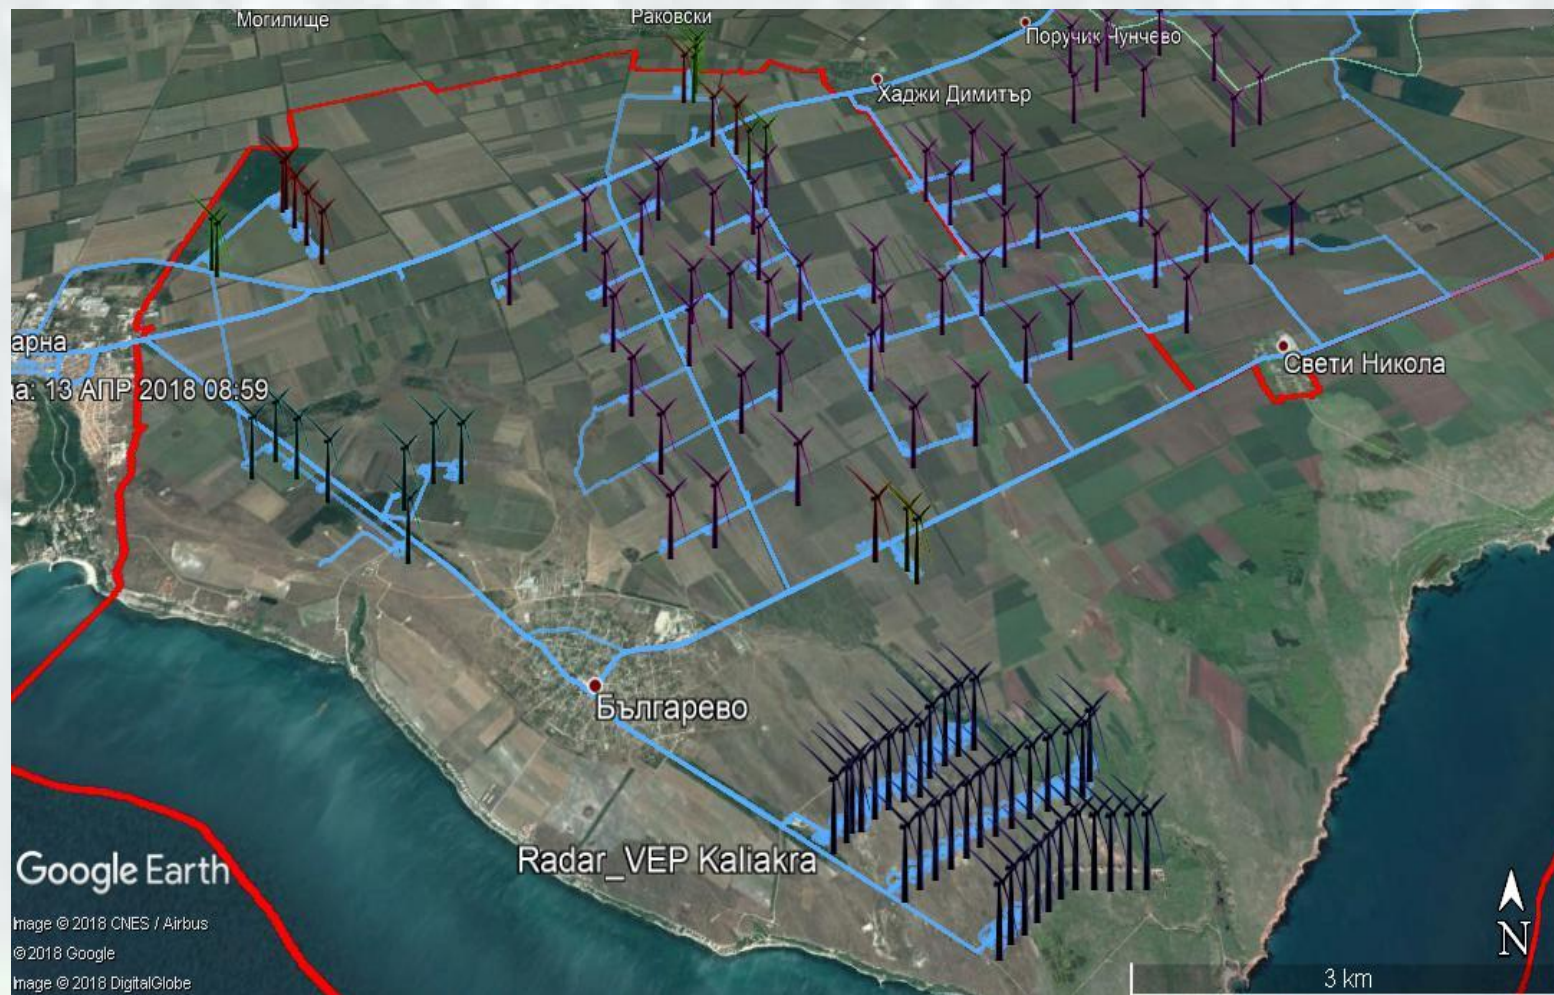 Могилище
Раковски
Поручик Чунчево
Хаджи Димитър
арна
Свети Никола
да: 13 АПР 2018 08:59
Българево
Radar_VEP Kaliakra
Google Earth
Image © 2018 CNES / Airbus
© 2018 Google
Image © 2018 DigitalGlobe
N
3 km